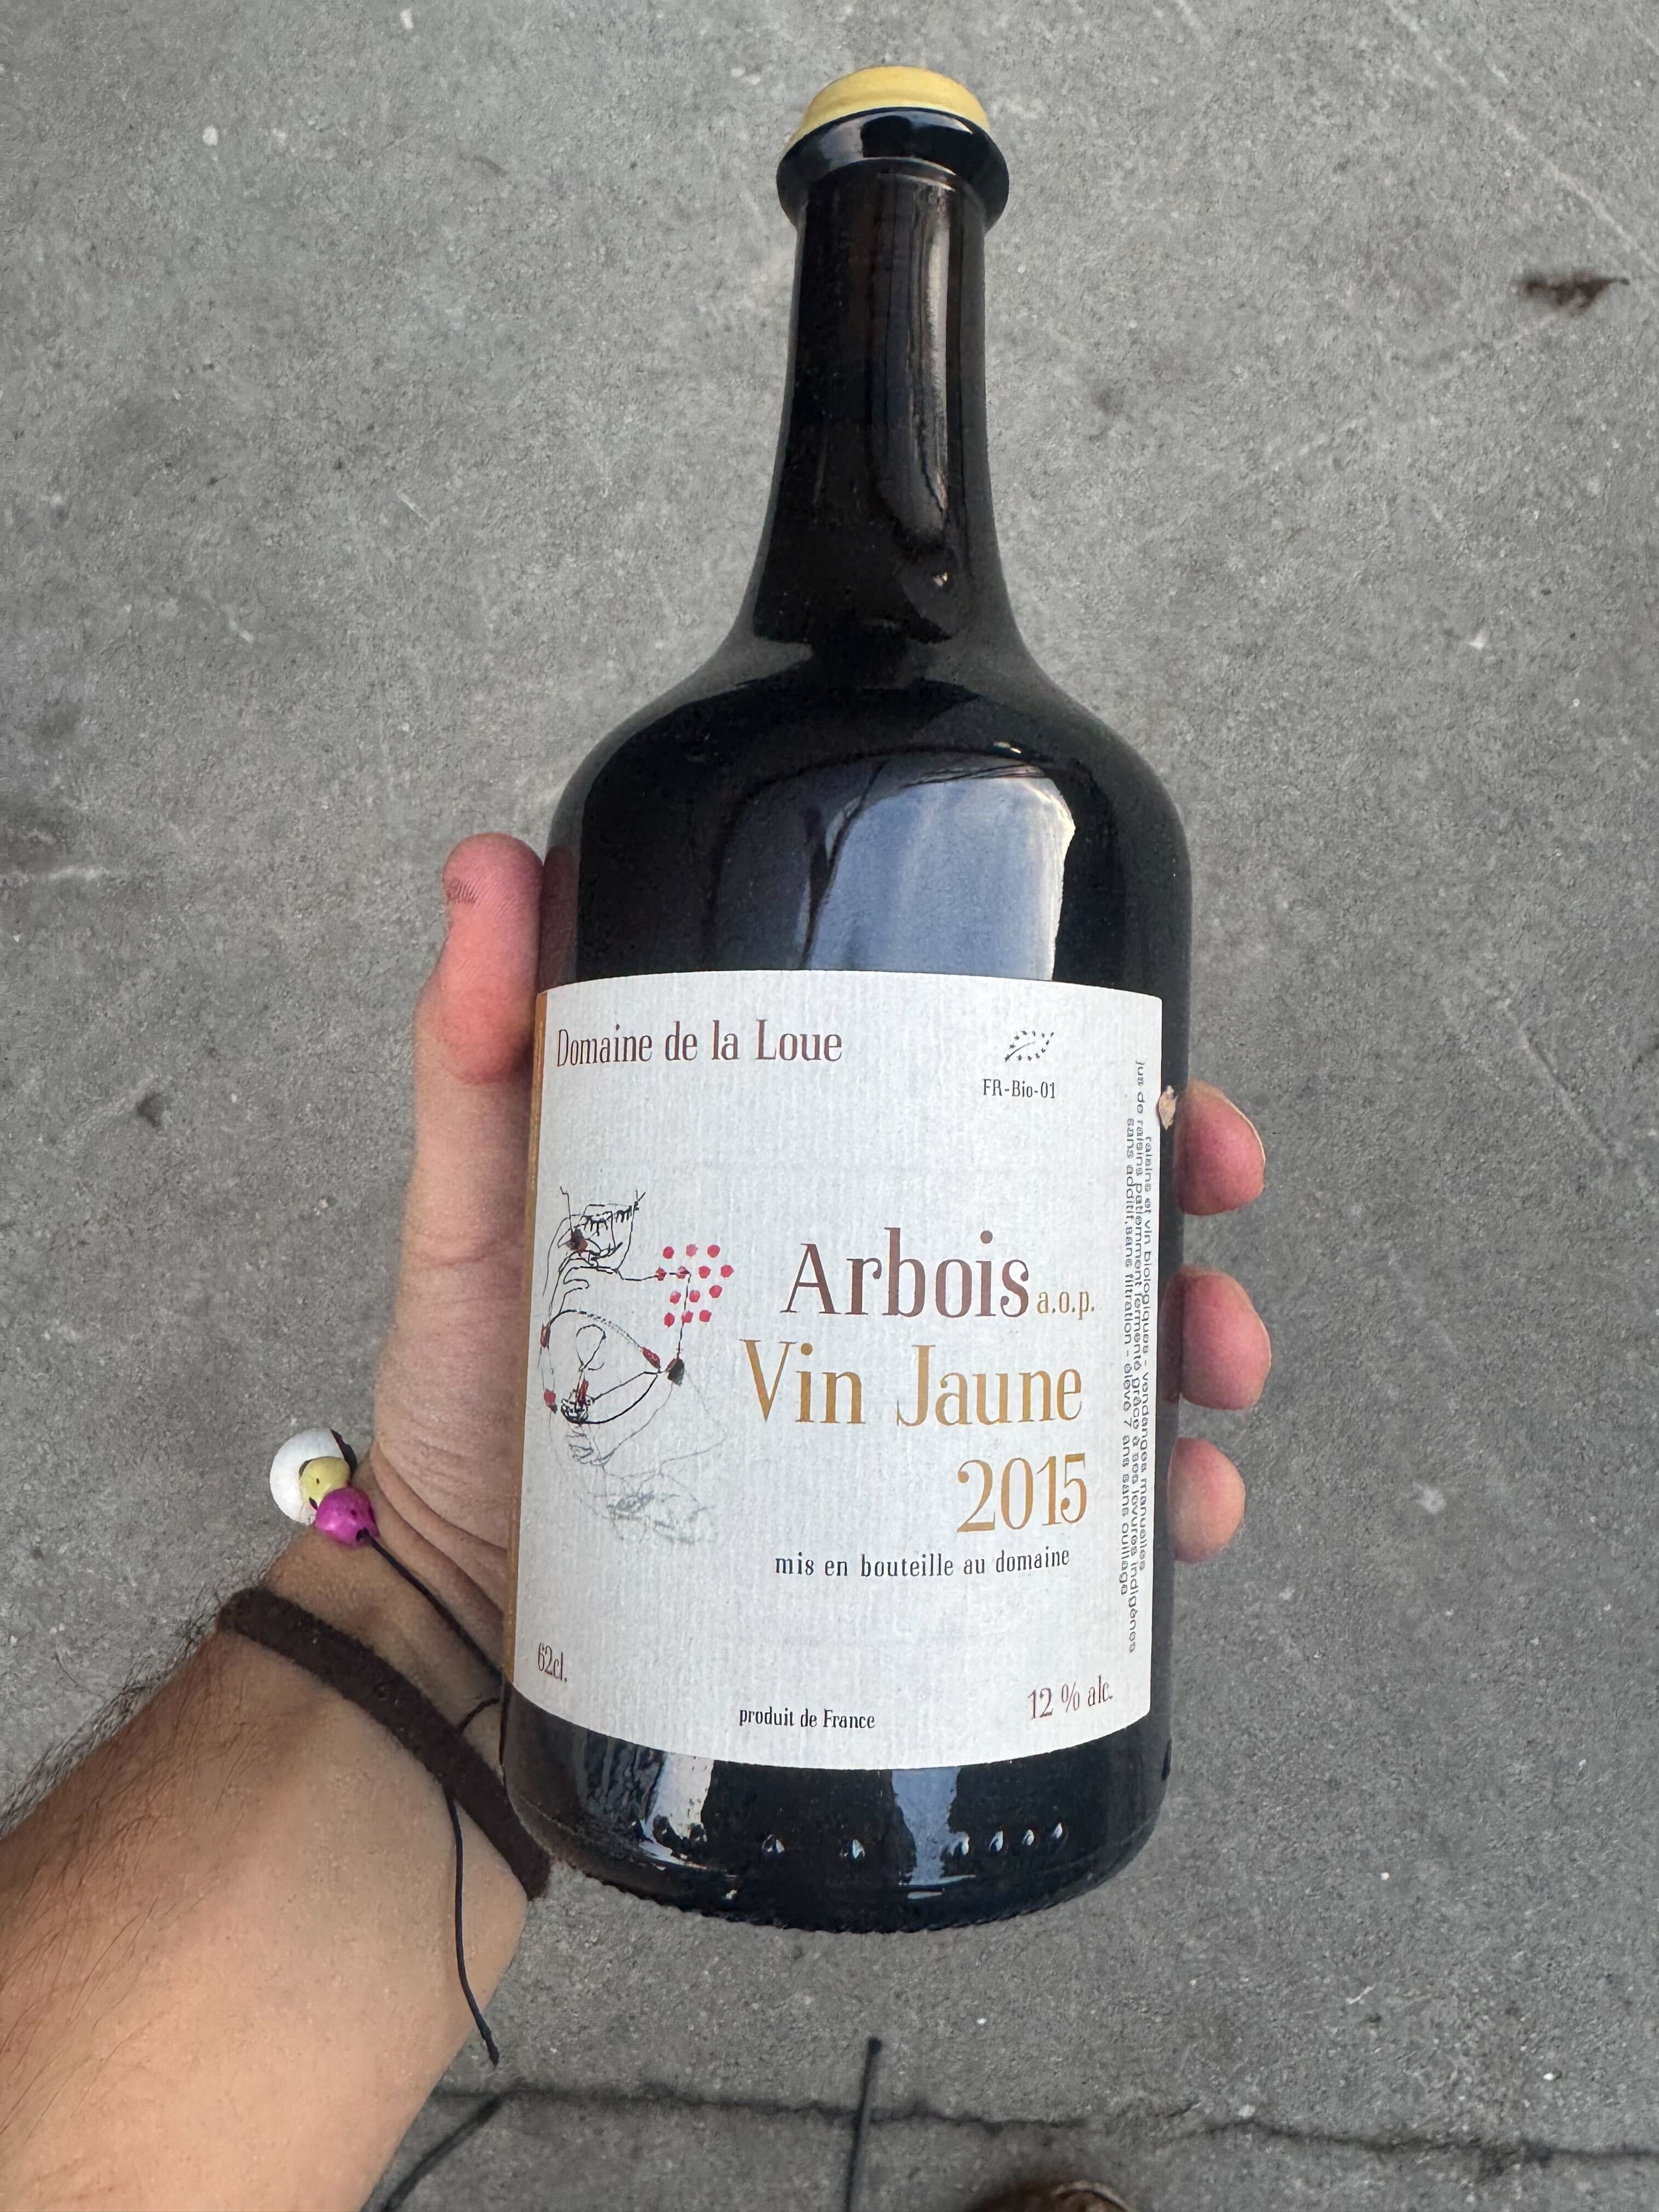 Domaine de la Loue
FR-Bio-01
Arbois a.o.p.
Vin Jaune
2015
mis en bouteille au domaine
62cl.
produit de France
12 % alc.
raisins et vin biologiques - vendanges manuelles
jus de raisins patiemment fermenté grâce à ses levures indigènes
sans additif, sans filtration - élevé 7 ans sans ouillage